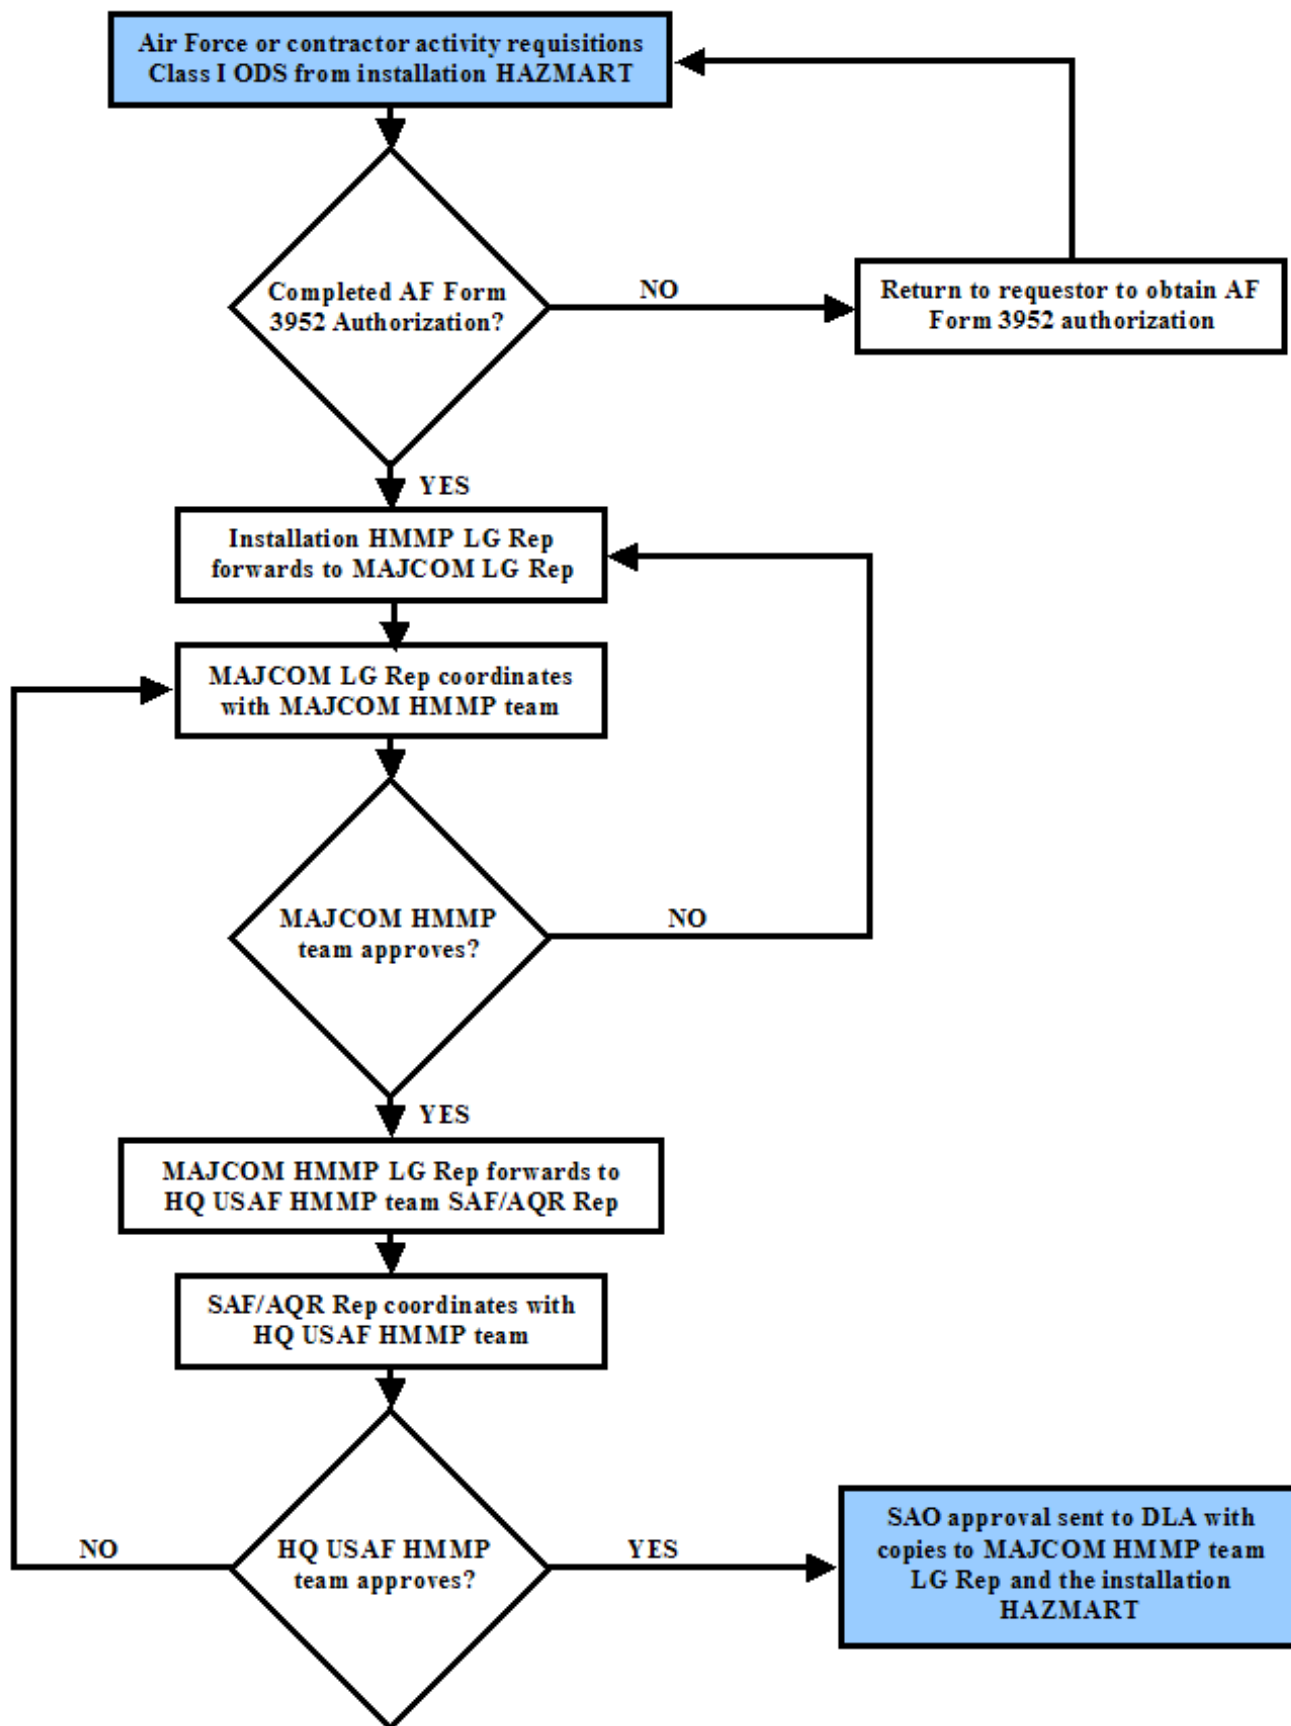 Air Force or contractor activity requisitions
Class I ODS from installation HAZMART
Completed AF Form
3952 Authorization?
NO
Return to requestor to obtain AF
Form 3952 authorization
YES
Installation HMMP LG Rep
forwards to MAJCOM LG Rep
MAJCOM LG Rep coordinates
with MAJCOM HMMP team
MAJCOM HMMP
team approves?
NO
YES
MAJCOM HMMP LG Rep forwards to
HQ USAF HMMP team SAF/AQR Rep
SAF/AQR Rep coordinates with
HQ USAF HMMP team
NO
HQ USAF HMMP
team approves?
YES
SAO approval sent to DLA with
copies to MAJCOM HMMP team
LG Rep and the installation
HAZMART